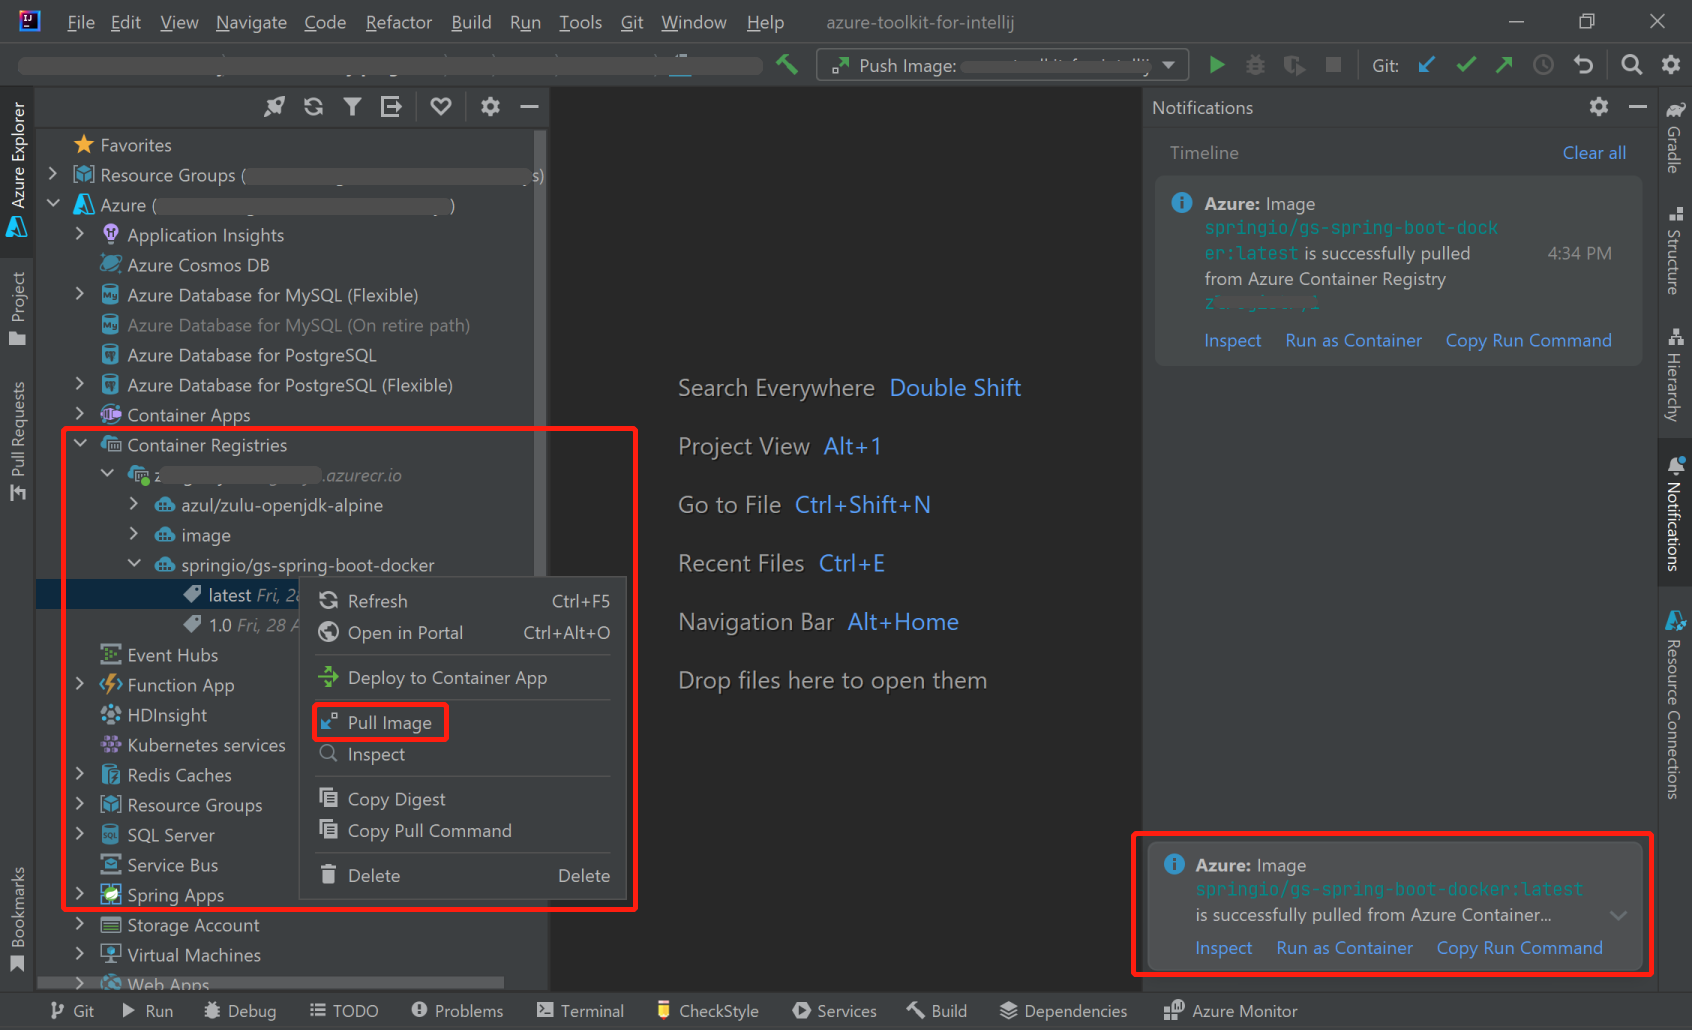 File Edit View Navigate Code Refactor Build Run Tools Git Window Help azure-toolkit-for-intellij
Push Image:
Git:
Azure Explorer
Project
Pull Requests
Bookmarks
Favorites
Resource Groups ( s)
Azure ( )
Application Insights
Azure Cosmos DB
Azure Database for MySQL (Flexible)
Azure Database for MySQL (On retire path)
Azure Database for PostgreSQL
Azure Database for PostgreSQL (Flexible)
Container Apps
Container Registries
.azurecr.io
azul/zulu-openjdk-alpine
image
springio/gs-spring-boot-docker
latest Fri, 28
1.0 Fri, 28 A
Event Hubs
Function App
HDInsight
Kubernetes services
Redis Caches
Resource Groups
SQL Server
Service Bus
Spring Apps
Storage Account
Virtual Machines
Web Apps
Refresh Ctrl+F5
Open in Portal Ctrl+Alt+O
Deploy to Container App
Pull Image
Inspect
Copy Digest
Copy Pull Command
Delete Delete
Search Everywhere Double Shift
Project View Alt+1
Go to File Ctrl+Shift+N
Recent Files Ctrl+E
Navigation Bar Alt+Home
Drop files here to open them
Notifications
Timeline Clear all
Azure: Image
springio/gs-spring-boot-dock
er:latest is successfully pulled 4:34 PM
from Azure Container Registry
Inspect Run as Container Copy Run Command
Azure: Image
springio/gs-spring-boot-docker:latest
is successfully pulled from Azure Container...
Inspect Run as Container Copy Run Command
Gradle
Structure
Hierarchy
Notifications
Resource Connections
Git Run Debug TODO Problems Terminal CheckStyle Services Build Dependencies Azure Monitor